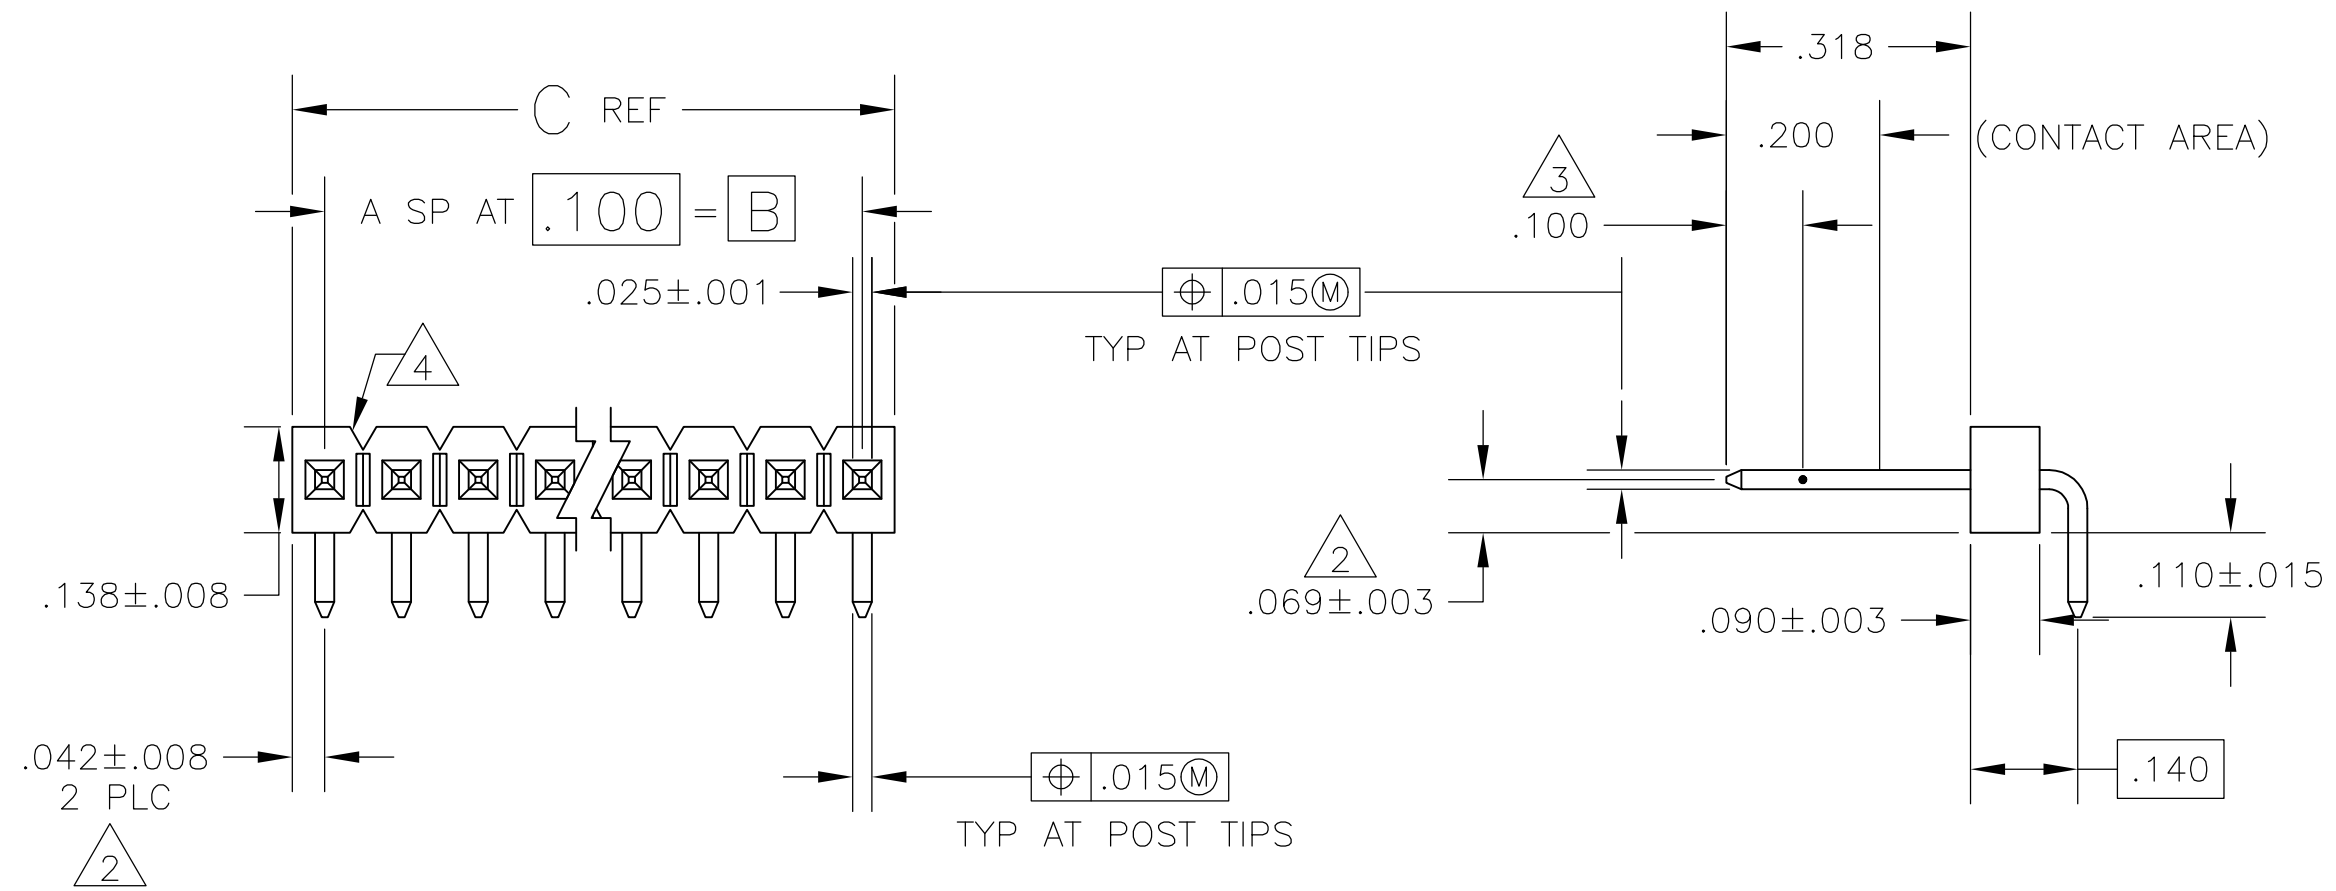 C REF
A SP AT .100 = B
.025±.001
4
.138±.008
.042±.008
2 PLC
2
⌖ .015Ⓜ
TYP AT POST TIPS
⌖ .015Ⓜ
TYP AT POST TIPS
.318
.200 (CONTACT AREA)
3
.100
2
.069±.003
.110±.015
.090±.003
.140